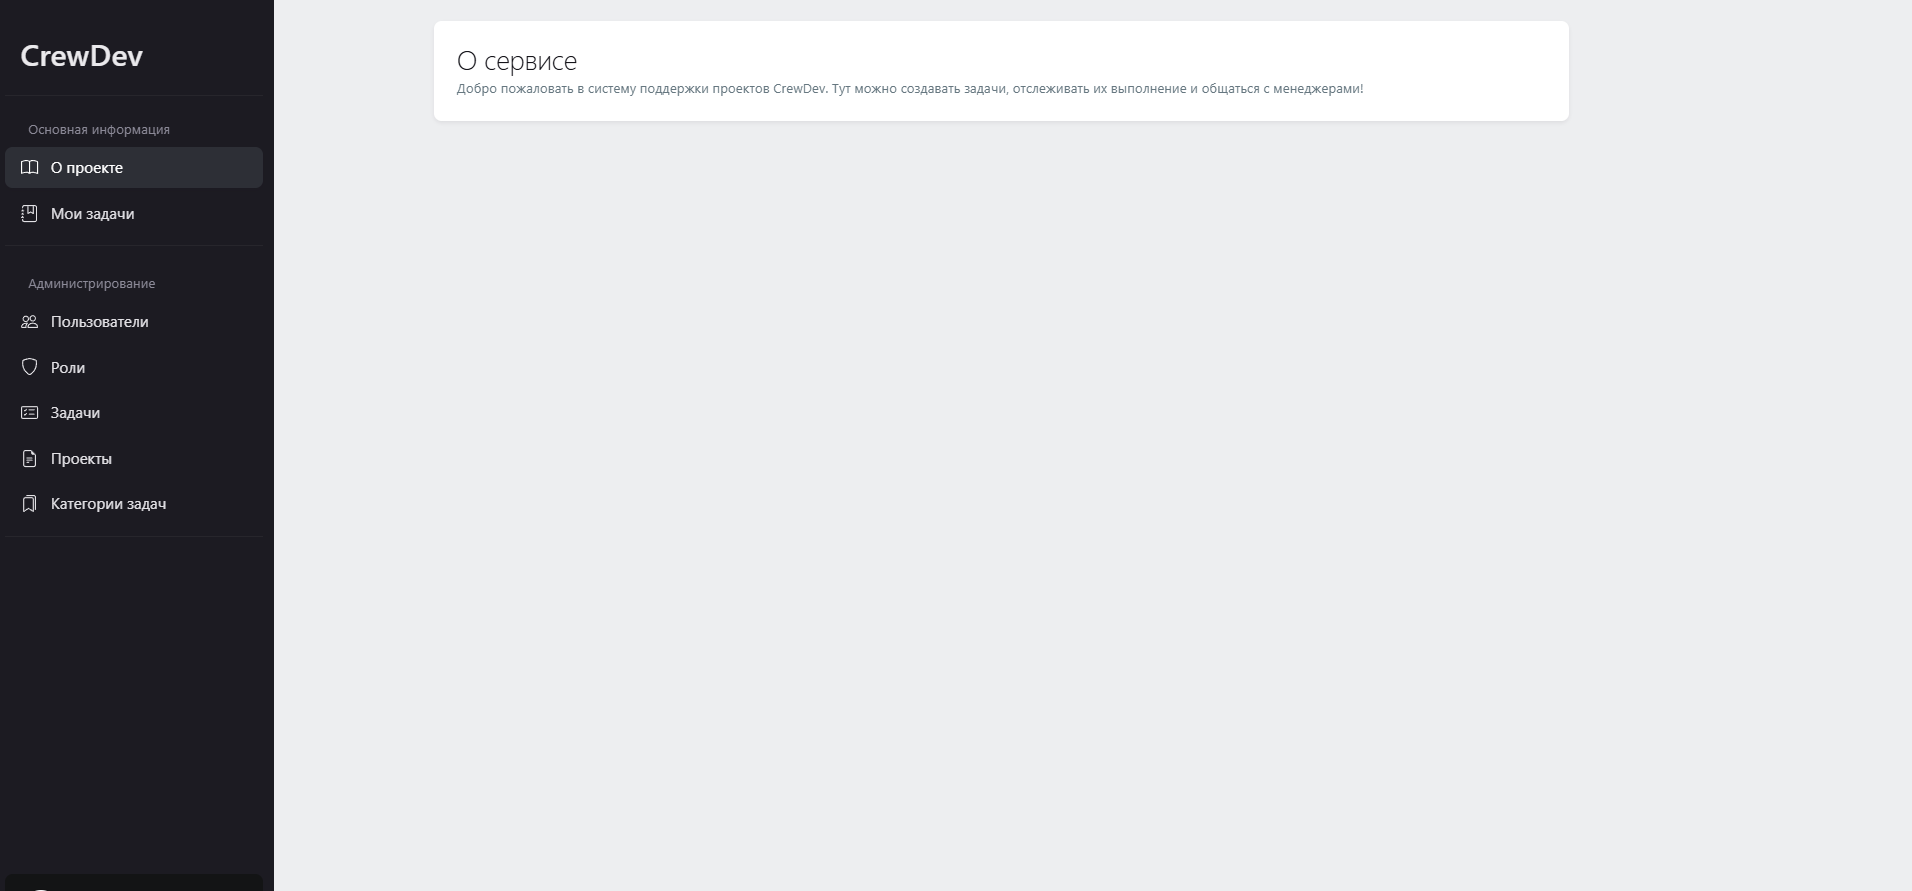 CrewDev
Основная информация
О проекте
Мои задачи
Администрирование
Пользователи
Роли
Задачи
Проекты
Категории задач
О сервисе
Добро пожаловать в систему поддержки проектов CrewDev. Тут можно создавать задачи, отслеживать их выполнение и общаться с менеджерами!